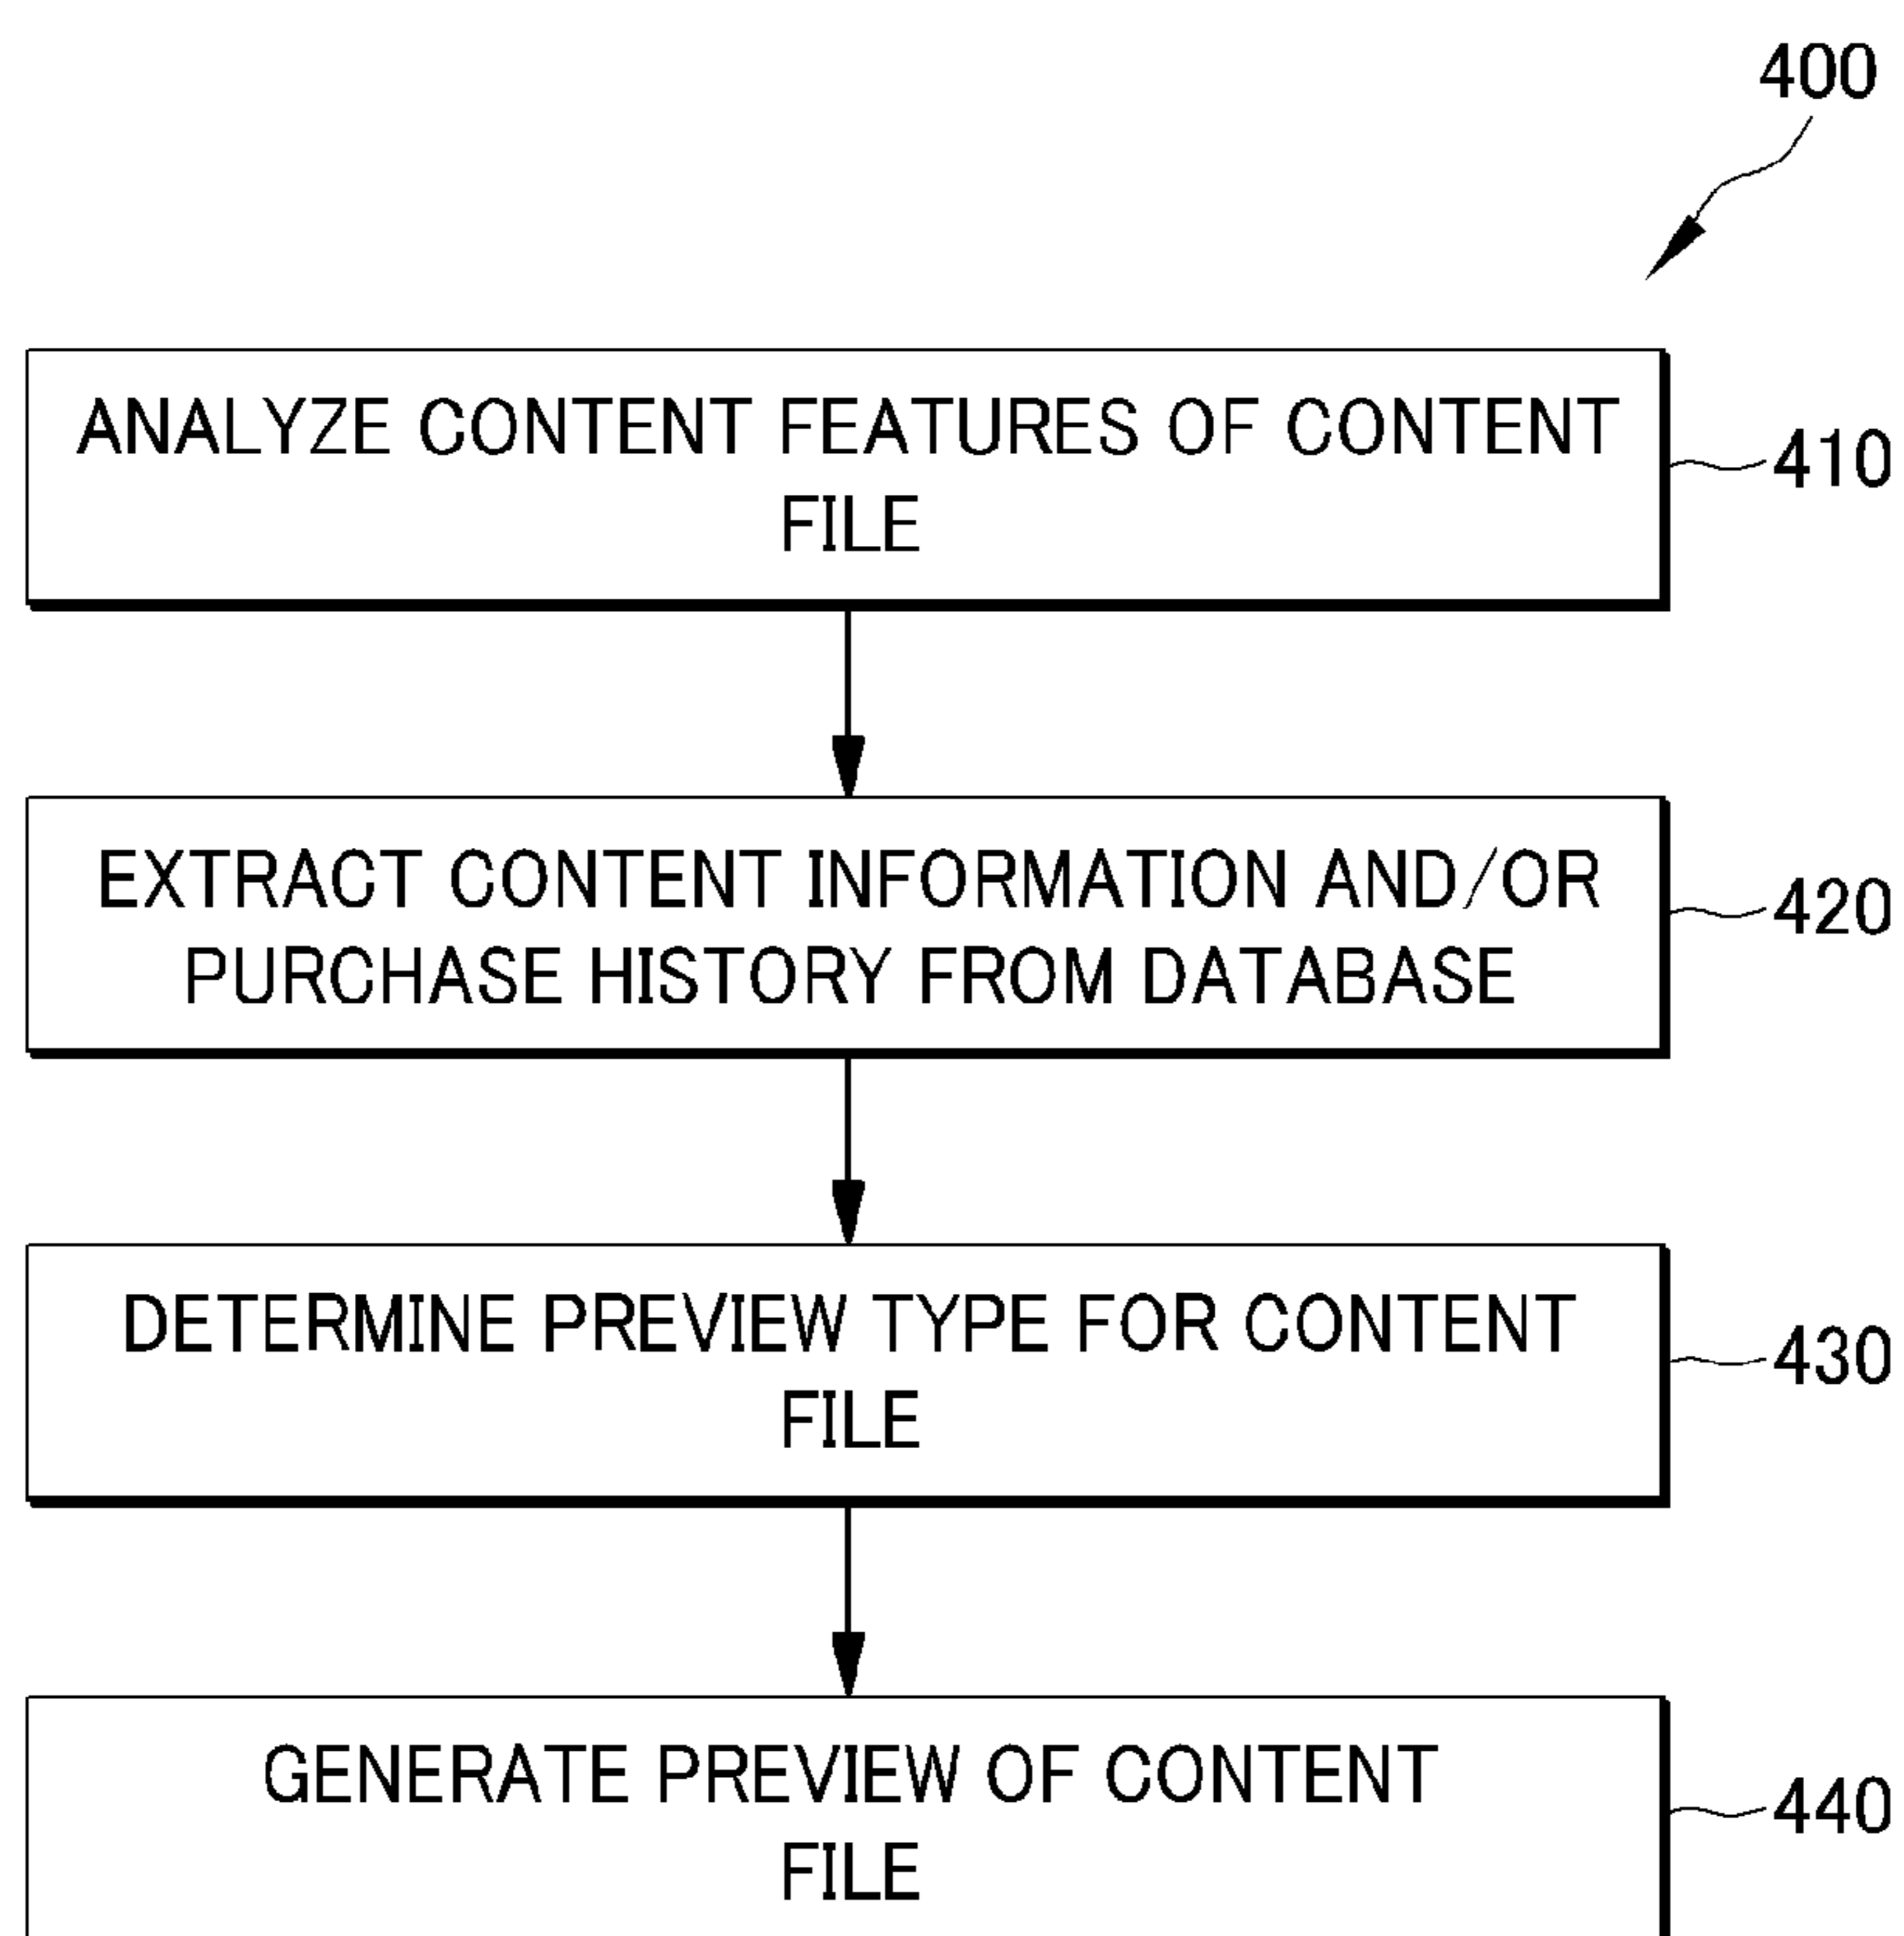 400
ANALYZE CONTENT FEATURES OF CONTENT
FILE
410
EXTRACT CONTENT INFORMATION AND/OR
PURCHASE HISTORY FROM DATABASE
420
DETERMINE PREVIEW TYPE FOR CONTENT
FILE
430
GENERATE PREVIEW OF CONTENT
FILE
440